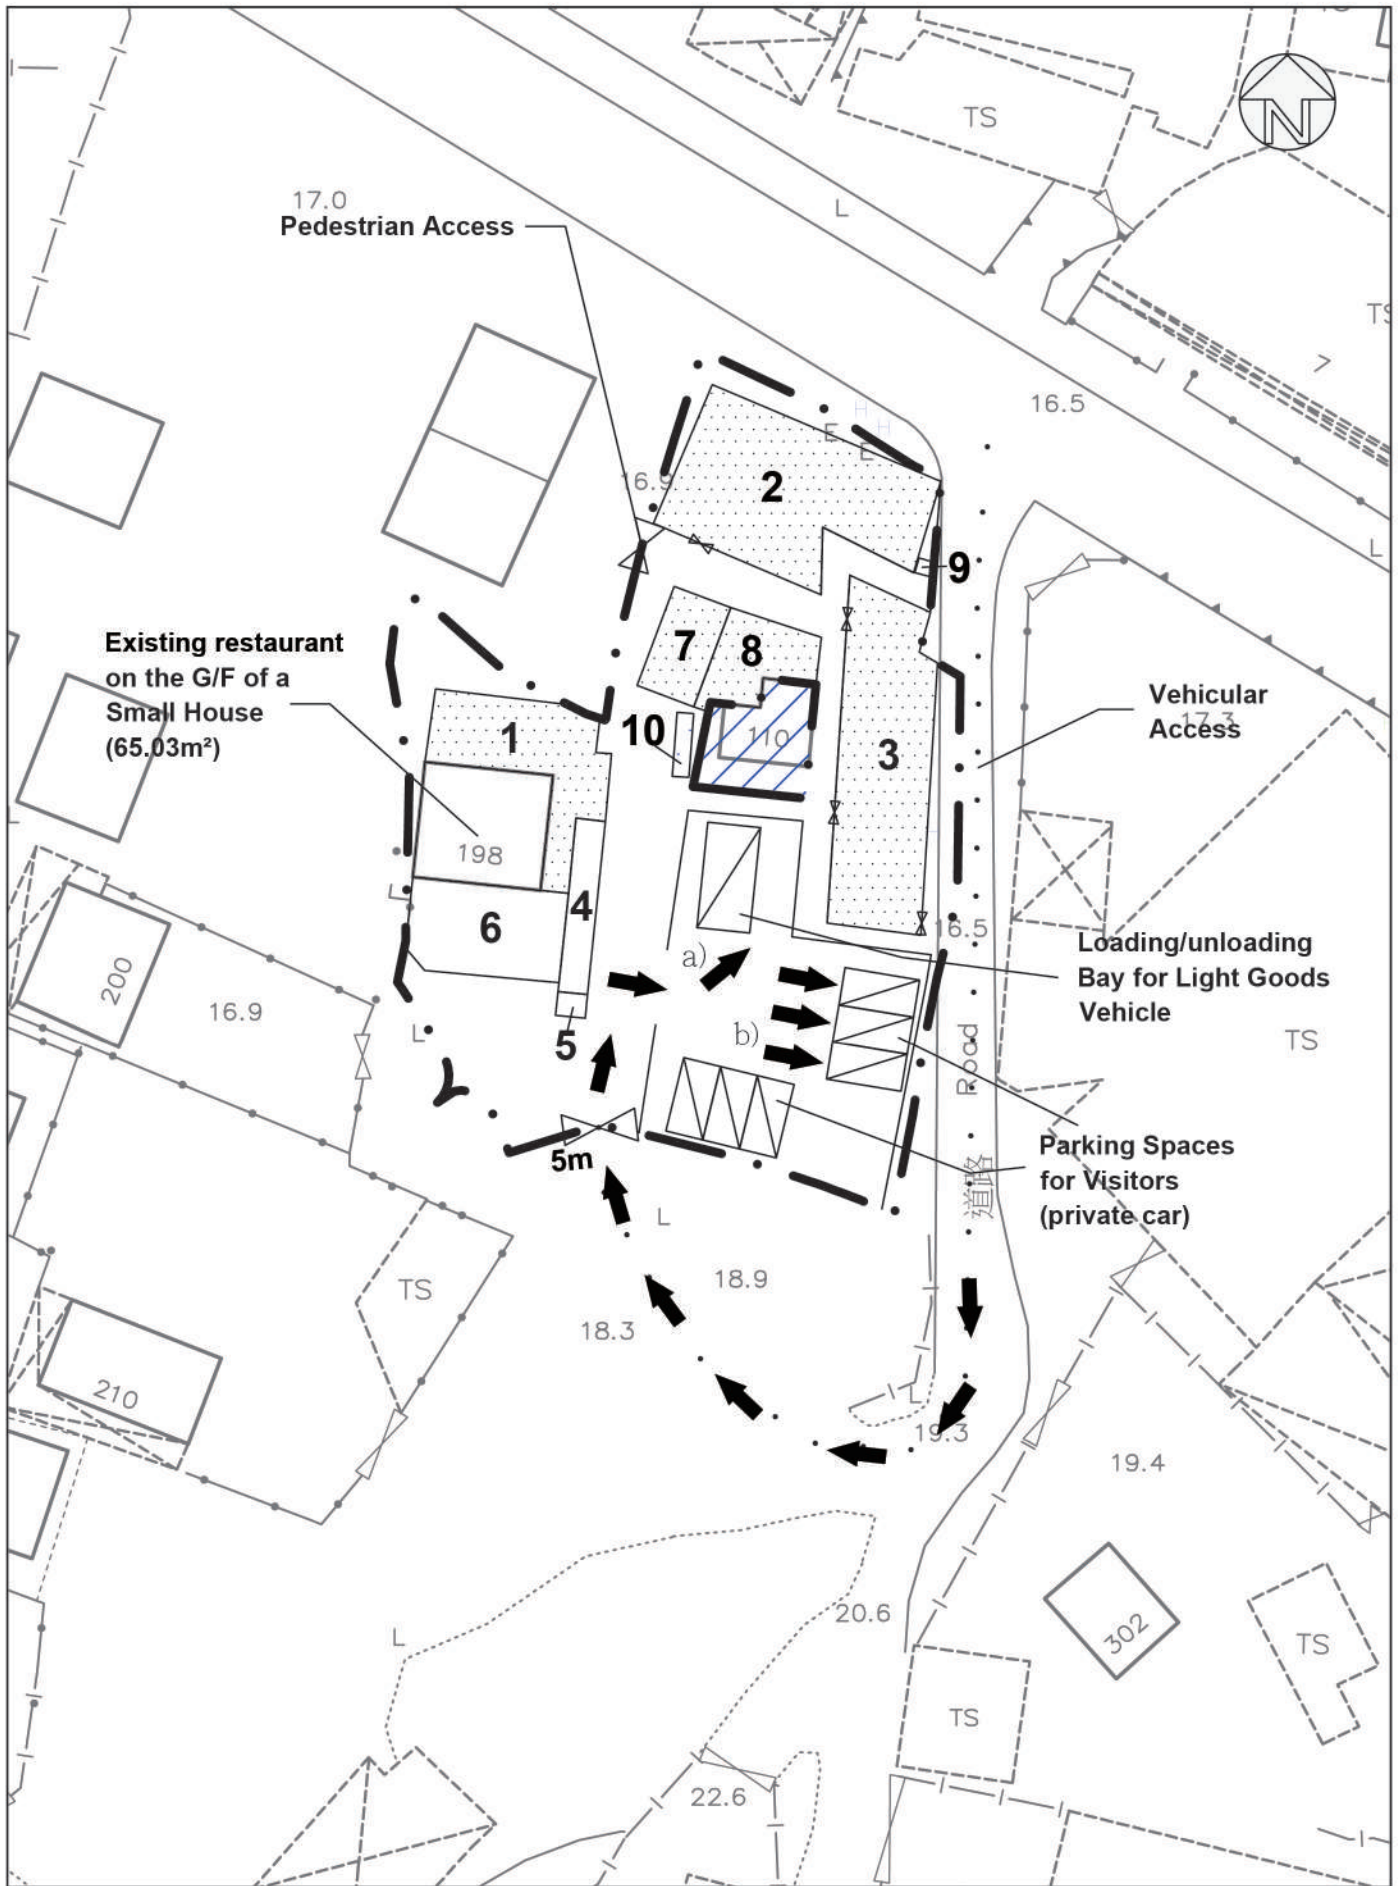 TS
N
L
17.0
Pedestrian Access
TS
7
16.5
H
H
E
E
2
16.9
L
9
Existing restaurant
on the G/F of a
Small House
(65.03m²)
7
8
Vehicular
Access
17.3
1
10
110
3
198
L
4
6
16.5
Loading/unloading
Bay for Light Goods
Vehicle
a)
200
16.9
L
5
b)
Road
道路
TS
5m
Parking Spaces
for Visitors
(private car)
L
TS
18.9
18.3
210
L
19.3
19.4
20.6
302
L
TS
TS
22.6